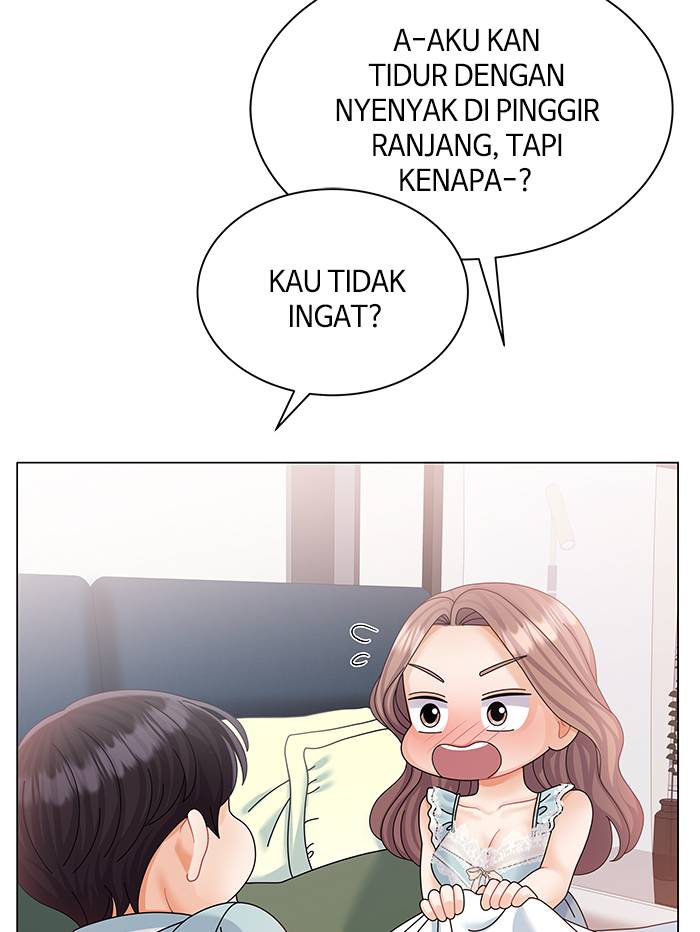 A-AKU KAN
TIDUR DENGAN
NYENYAK DI PINGGIR
RANJANG, TAPI
KENAPA-?
KAU TIDAK
INGAT?